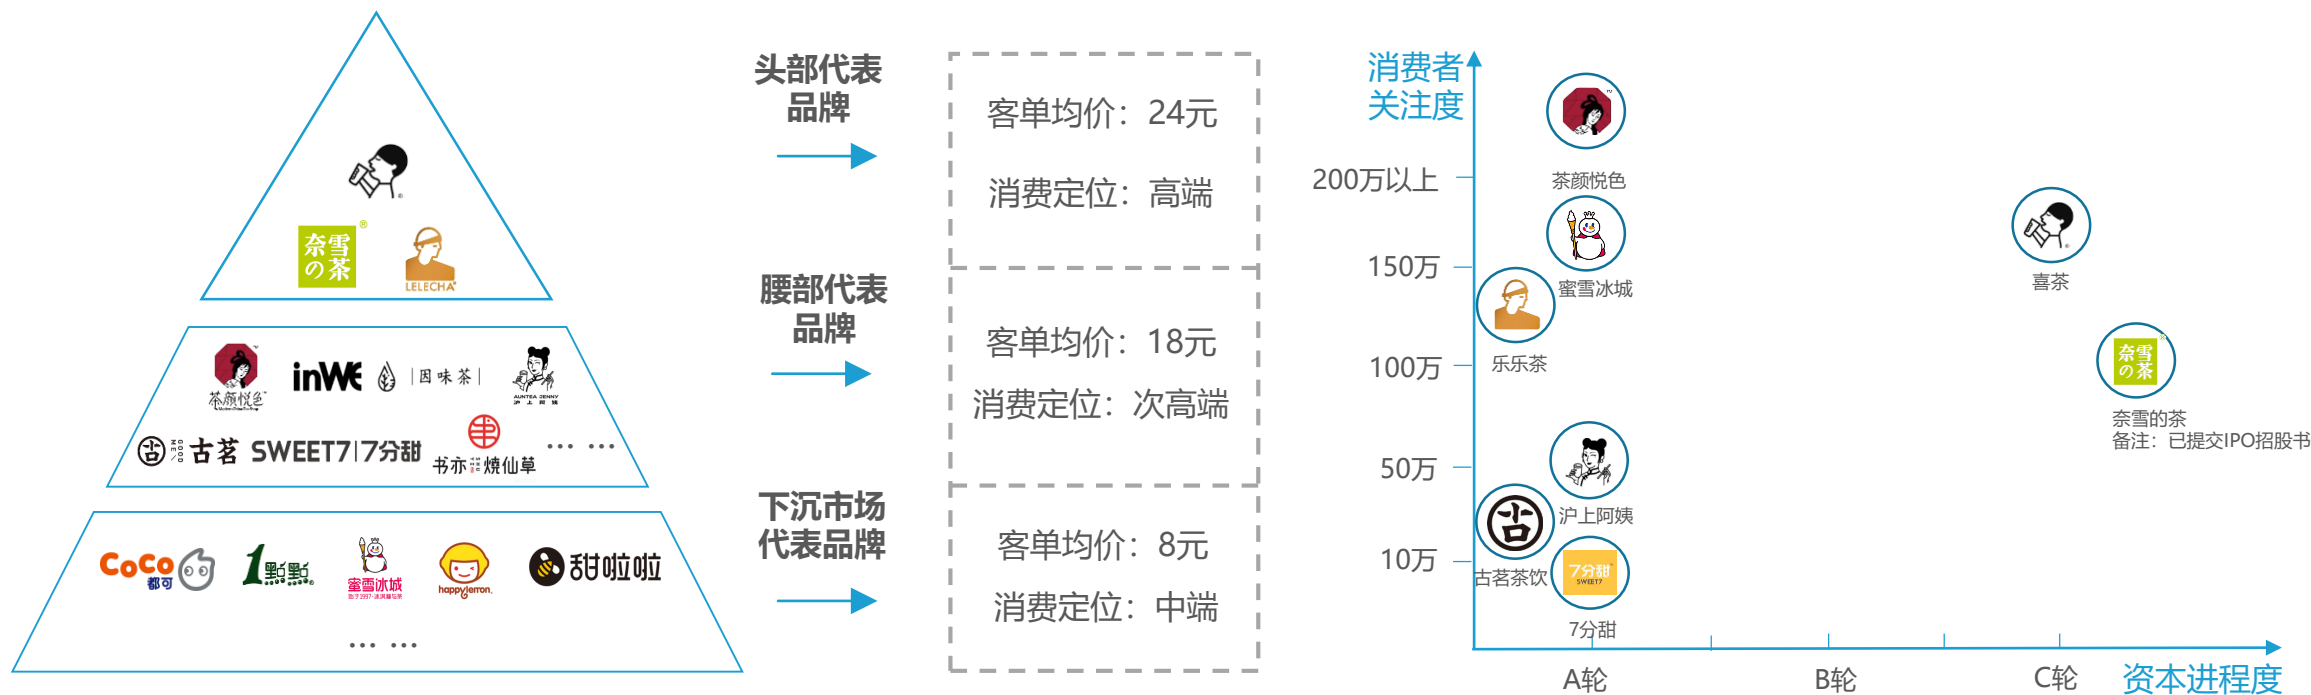 奈雪
の茶
LELECHA
茶颜悦色
inWE
因味茶
AUNTEA JENNY
沪上阿姨
GOOD ME
古茗
SWEET7
7分甜
书亦
燒仙草
... ...
CoCo
都可
1點點
蜜雪冰城
happylemon
甜啦啦
... ...
头部代表
品牌
腰部代表
品牌
下沉市场
代表品牌
客单均价：24元
消费定位：高端
客单均价：18元
消费定位：次高端
客单均价：8元
消费定位：中端
消费者
关注度
200万以上
150万
100万
50万
10万
茶颜悦色
蜜雪冰城
乐乐茶
喜茶
奈雪
の茶
奈雪的茶
备注：已提交IPO招股书
沪上阿姨
古茗茶饮
7分甜
SWEET7
7分甜
A轮
B轮
C轮
资本进程度